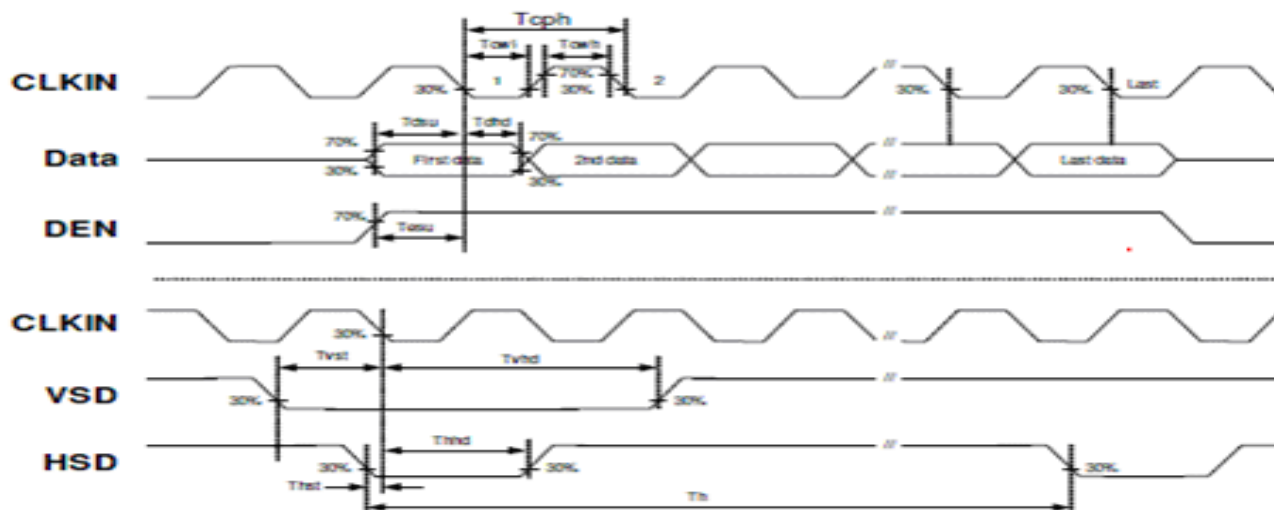 Tcph
Tcwl Tcwh
CLKIN 30% 1 70% 30% 2 // 30% 30% Last
Tdsu Tdhd
70% 70%
Data First data 2nd data // Last data
30% 30%
70%
DEN //
Tesu
CLKIN 30% //
Tvst Tvhd
VSD 30% 30% //
Thhd
HSD 30% 30% // 30%
Thst
Th